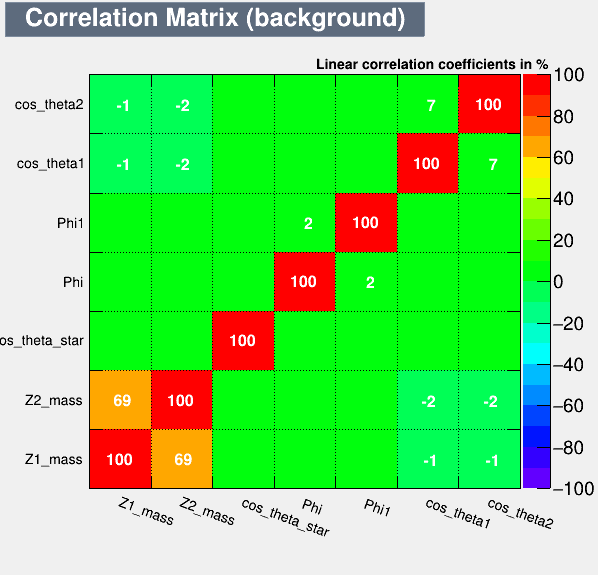 Correlation Matrix (background)
Linear correlation coefficients in %
cos_theta2 -1 -2 7 100
cos_theta1 -1 -2 100 7
Phi1 2 100
Phi 100 2
os_theta_star 100
Z2_mass 69 100 -2 -2
Z1_mass 100 69 -1 -1
Z1_mass Z2_mass cos_theta_star Phi Phi1 cos_theta1 cos_theta2
100
80
60
40
20
0
−20
−40
−60
−80
−100